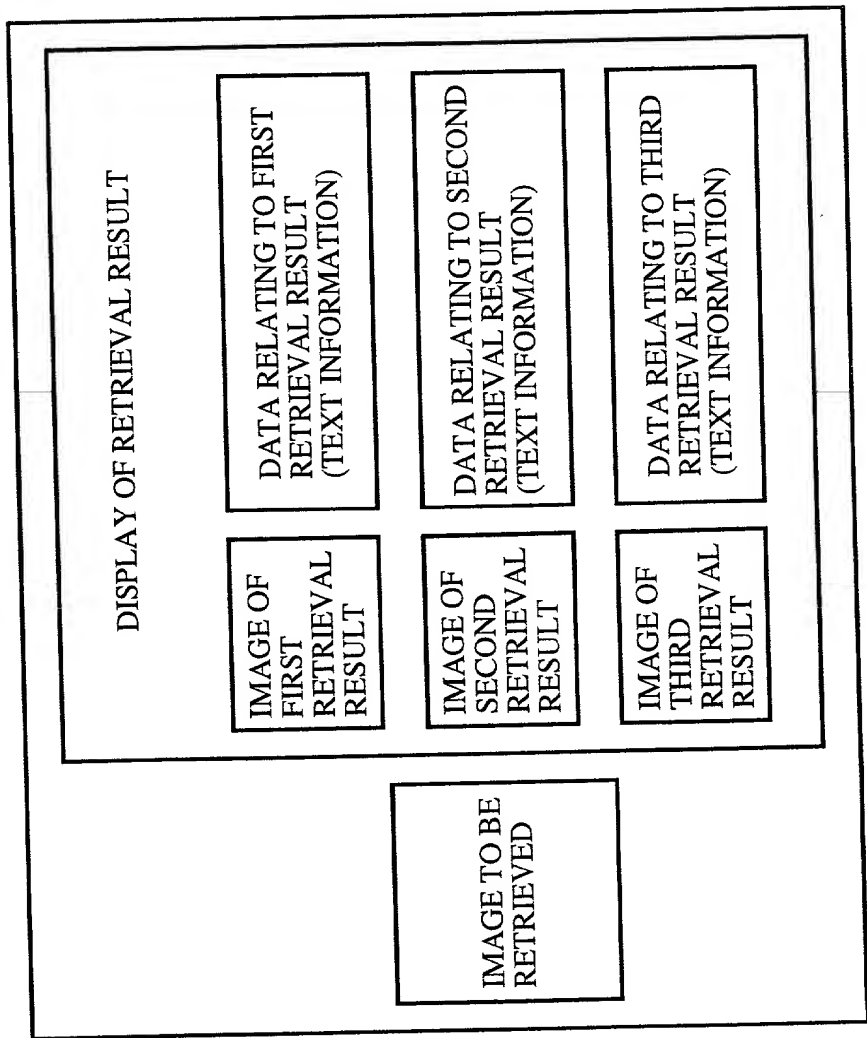 DISPLAY OF RETRIEVAL RESULT
IMAGE TO BE
RETRIEVED
IMAGE OF
FIRST
RETRIEVAL
RESULT
DATA RELATING TO FIRST
RETRIEVAL RESULT
(TEXT INFORMATION)
IMAGE OF
SECOND
RETRIEVAL
RESULT
DATA RELATING TO SECOND
RETRIEVAL RESULT
(TEXT INFORMATION)
IMAGE OF
THIRD
RETRIEVAL
RESULT
DATA RELATING TO THIRD
RETRIEVAL RESULT
(TEXT INFORMATION)